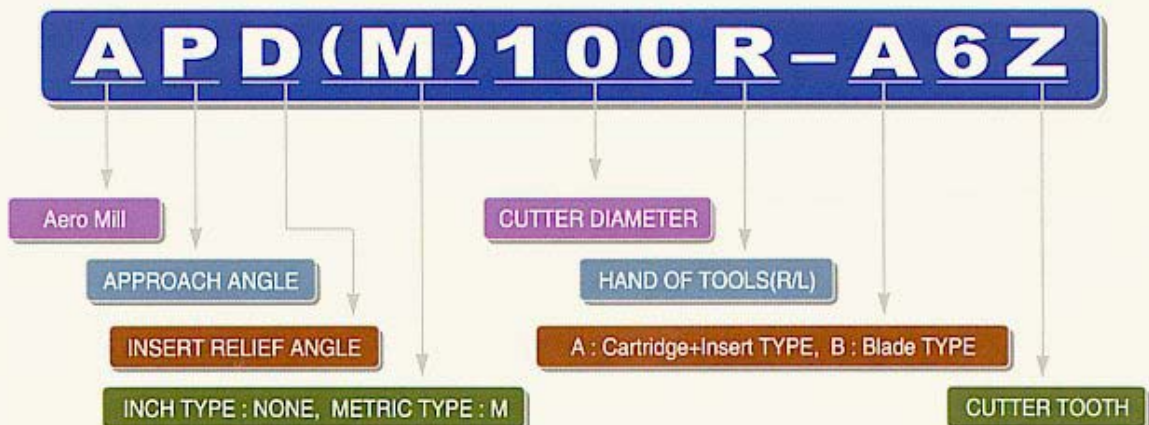 APD(M)100R-A6Z
Aero Mill
CUTTER DIAMETER
APPROACH ANGLE
HAND OF TOOLS(R/L)
INSERT RELIEF ANGLE
A : Cartridge+Insert TYPE, B : Blade TYPE
INCH TYPE : NONE, METRIC TYPE : M
CUTTER TOOTH